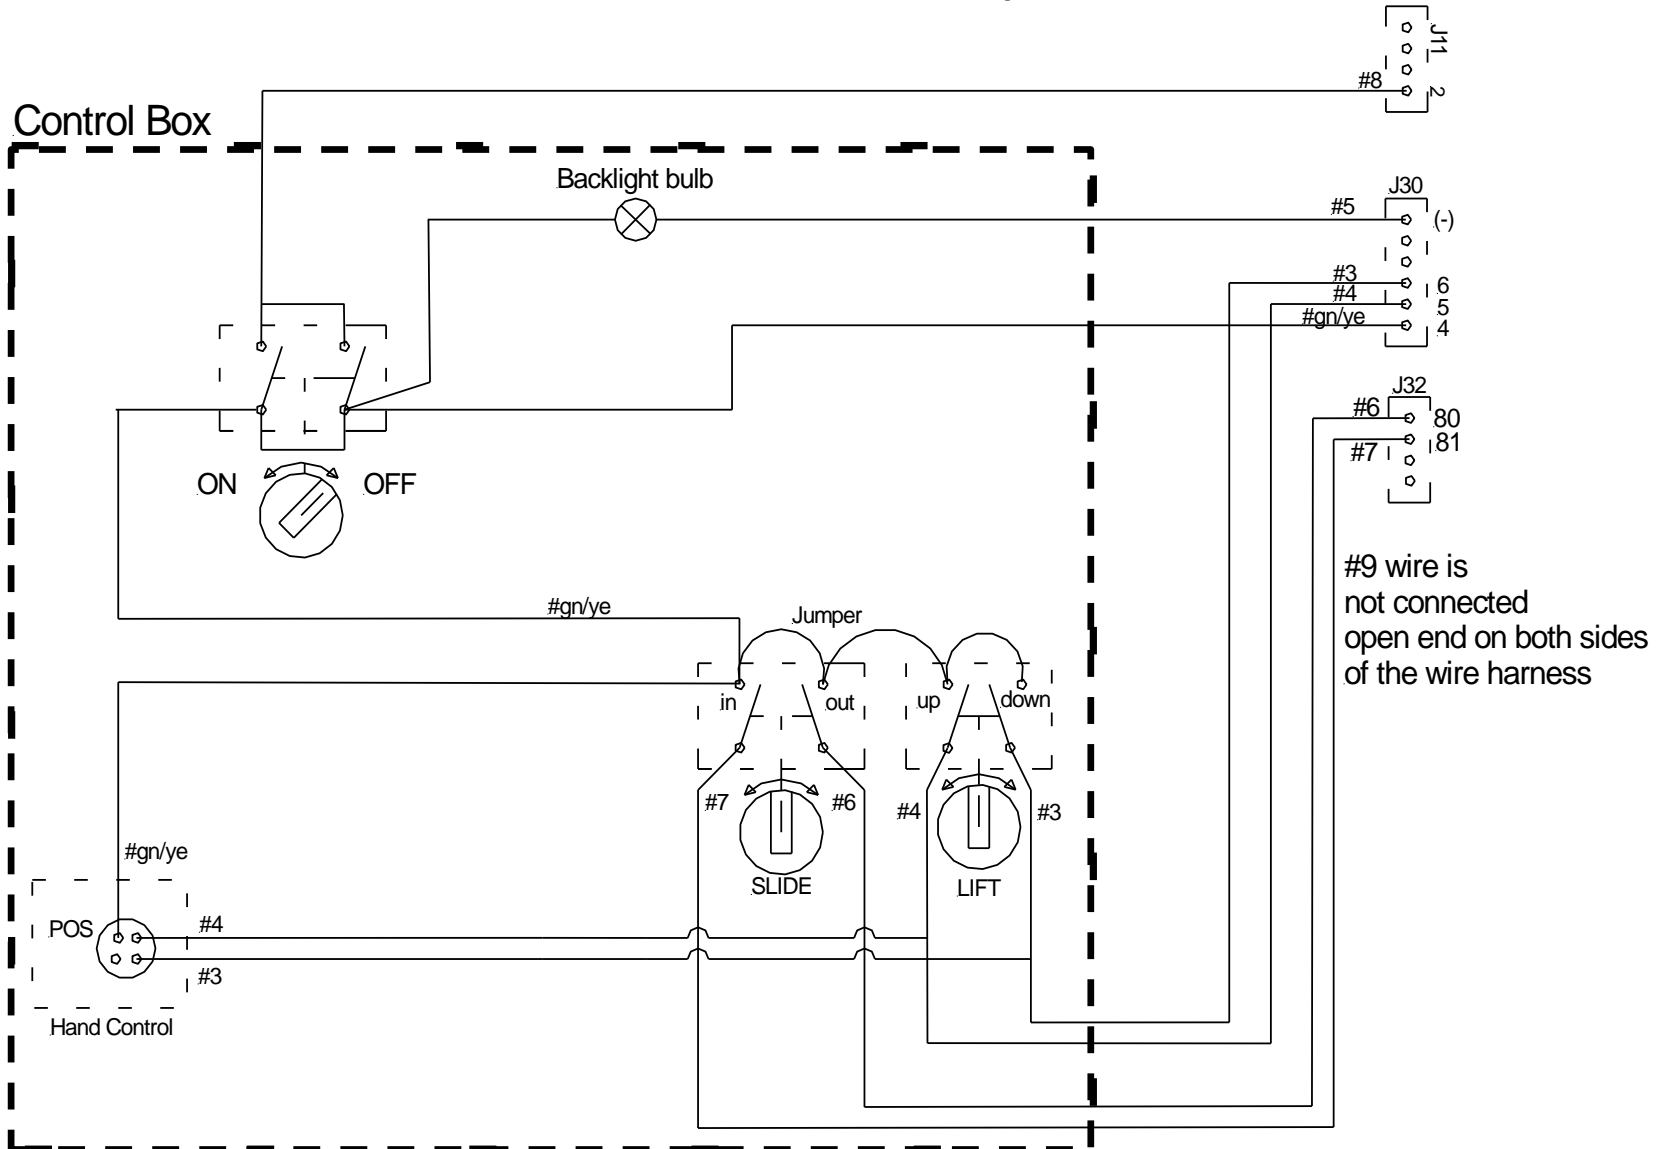 J11
#8
2
Control Box
Backlight bulb
J30
#5
(-)
#3
6
#4
5
#gn/ye
4
J32
#6
80
#7
81
ON
OFF
#9 wire is
not connected
open end on both sides
of the wire harness
#gn/ye
Jumper
in
out
up
down
#7
#6
#4
#3
SLIDE
LIFT
#gn/ye
POS
#4
#3
Hand Control